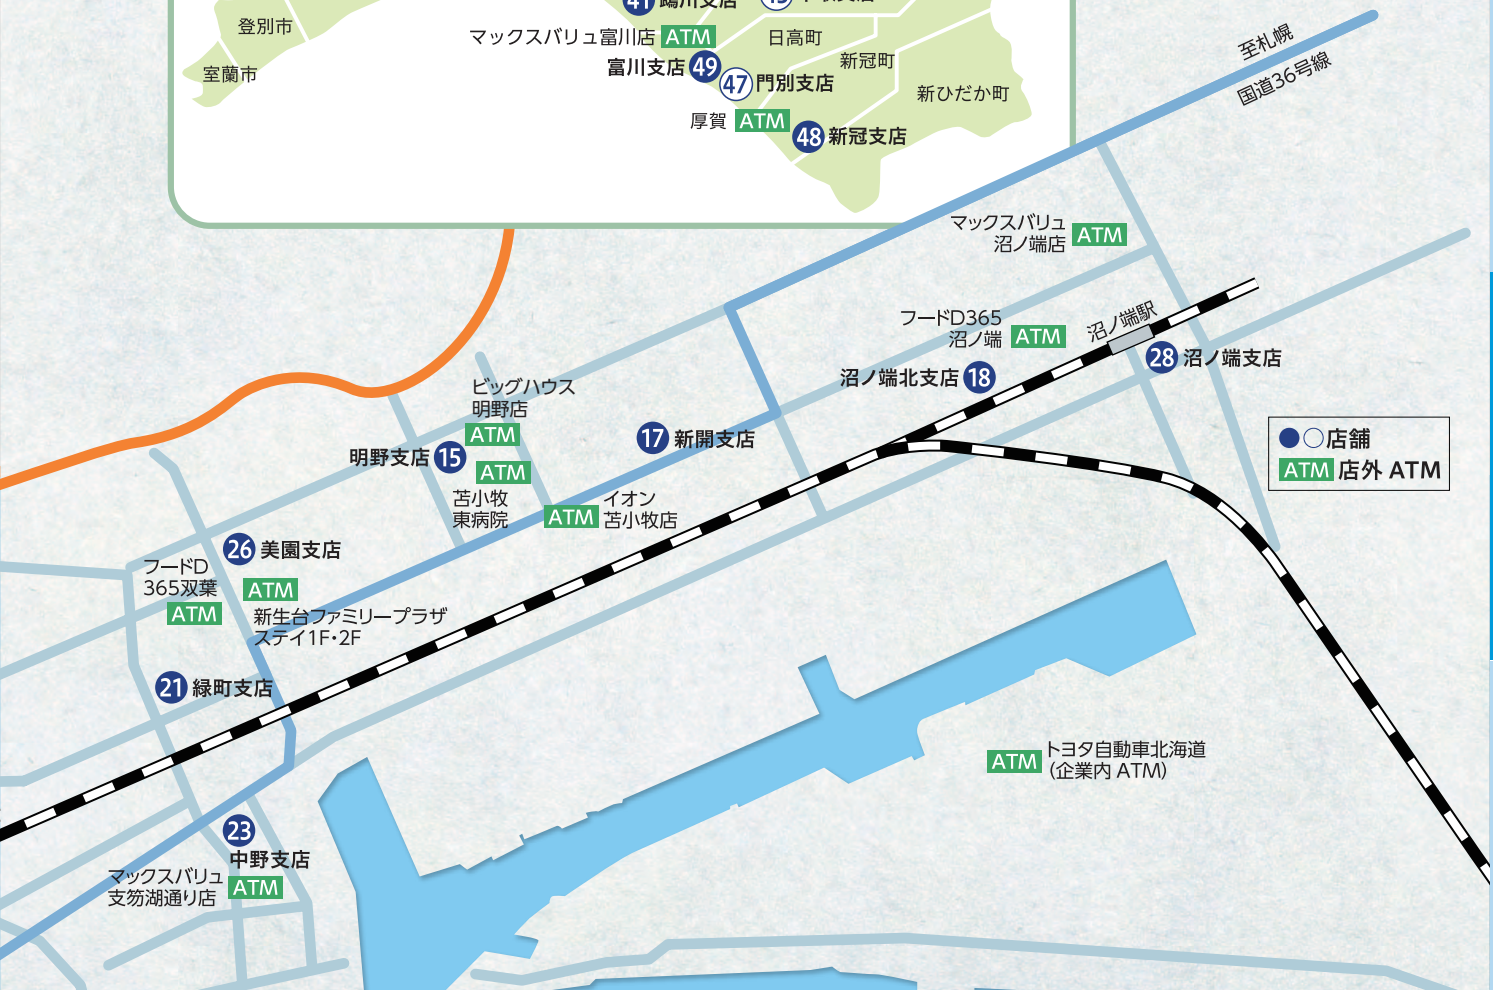 登別市
室蘭市
41 鵡川支店
マックスバリュ富川店 ATM
富川支店 49
47 門別支店
厚賀 ATM
48 新冠支店
日高町
新冠町
新ひだか町
至札幌
国道36号線
マックスバリュ
沼ノ端店 ATM
フードD365
沼ノ端 ATM
沼ノ端駅
28 沼ノ端支店
沼ノ端北支店 18
ビッグハウス
明野店
ATM
明野支店 15
ATM
苫小牧
東病院
17 新開支店
ATM イオン
苫小牧店
店舗
ATM 店外 ATM
26 美園支店
フードD
365双葉
ATM
ATM
新生台ファミリープラザ
ステイ1F・2F
21 緑町支店
ATM トヨタ自動車北海道
(企業内 ATM)
23
中野支店
マックスバリュ
支笏湖通り店 ATM